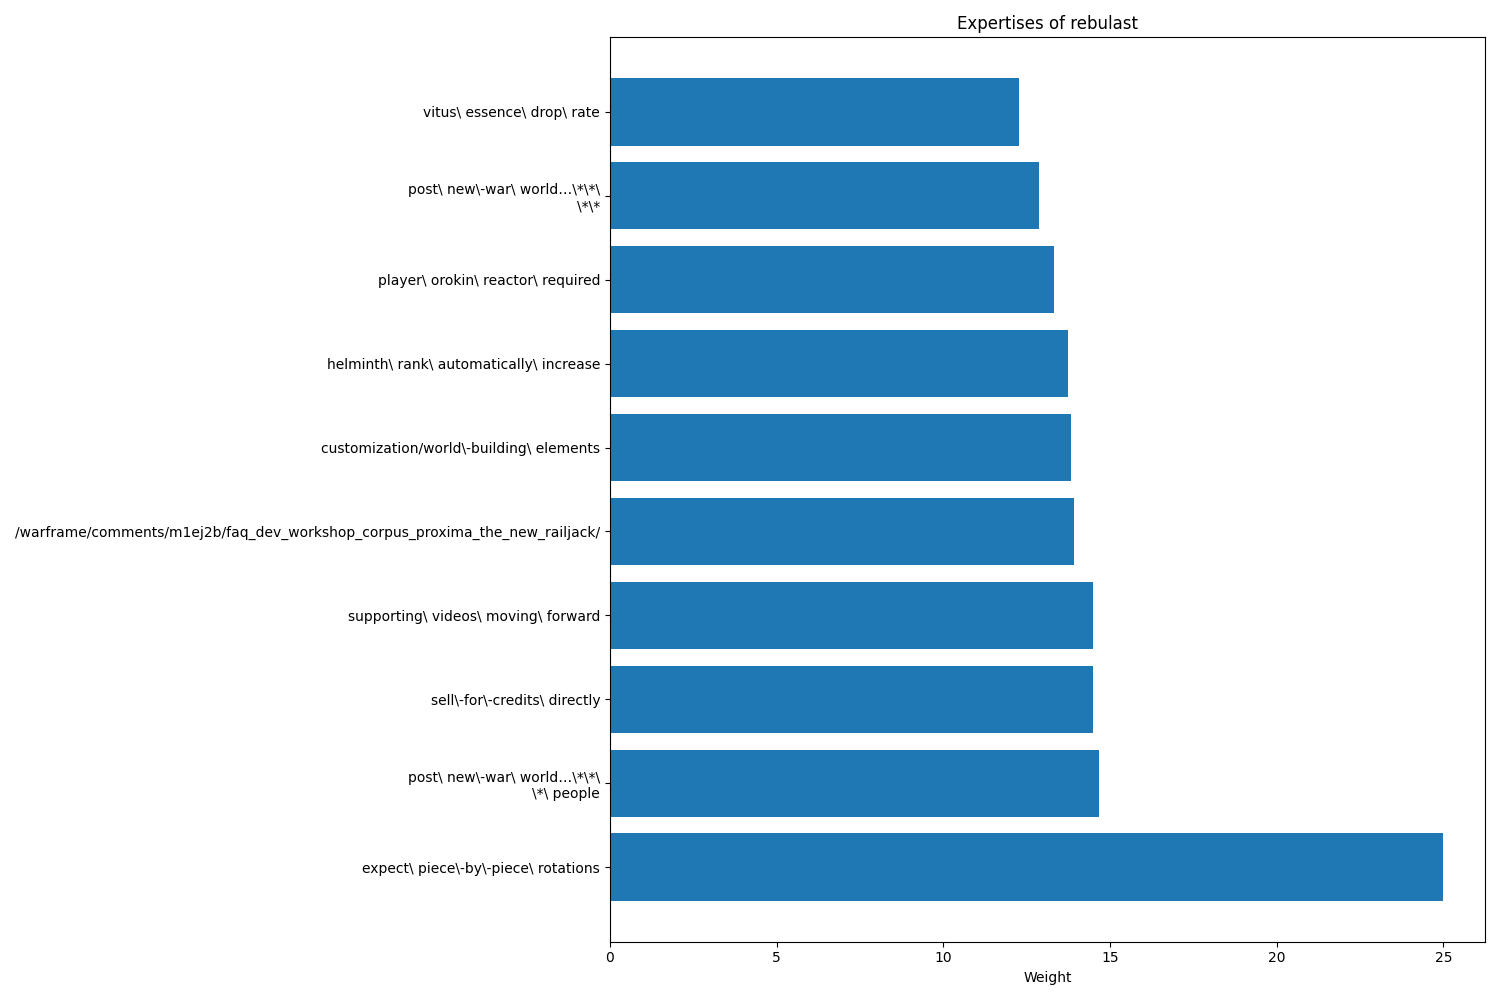 Expertises of rebulast
vitus\ essence\ drop\ rate
post\ new\-war\ world…\*\*\
\*\*
player\ orokin\ reactor\ required
helminth\ rank\ automatically\ increase
customization/world\-building\ elements
/warframe/comments/m1ej2b/faq_dev_workshop_corpus_proxima_the_new_railjack/
supporting\ videos\ moving\ forward
sell\-for\-credits\ directly
post\ new\-war\ world…\*\*\
\*\ people
expect\ piece\-by\-piece\ rotations
0 5 10 15 20 25
Weight